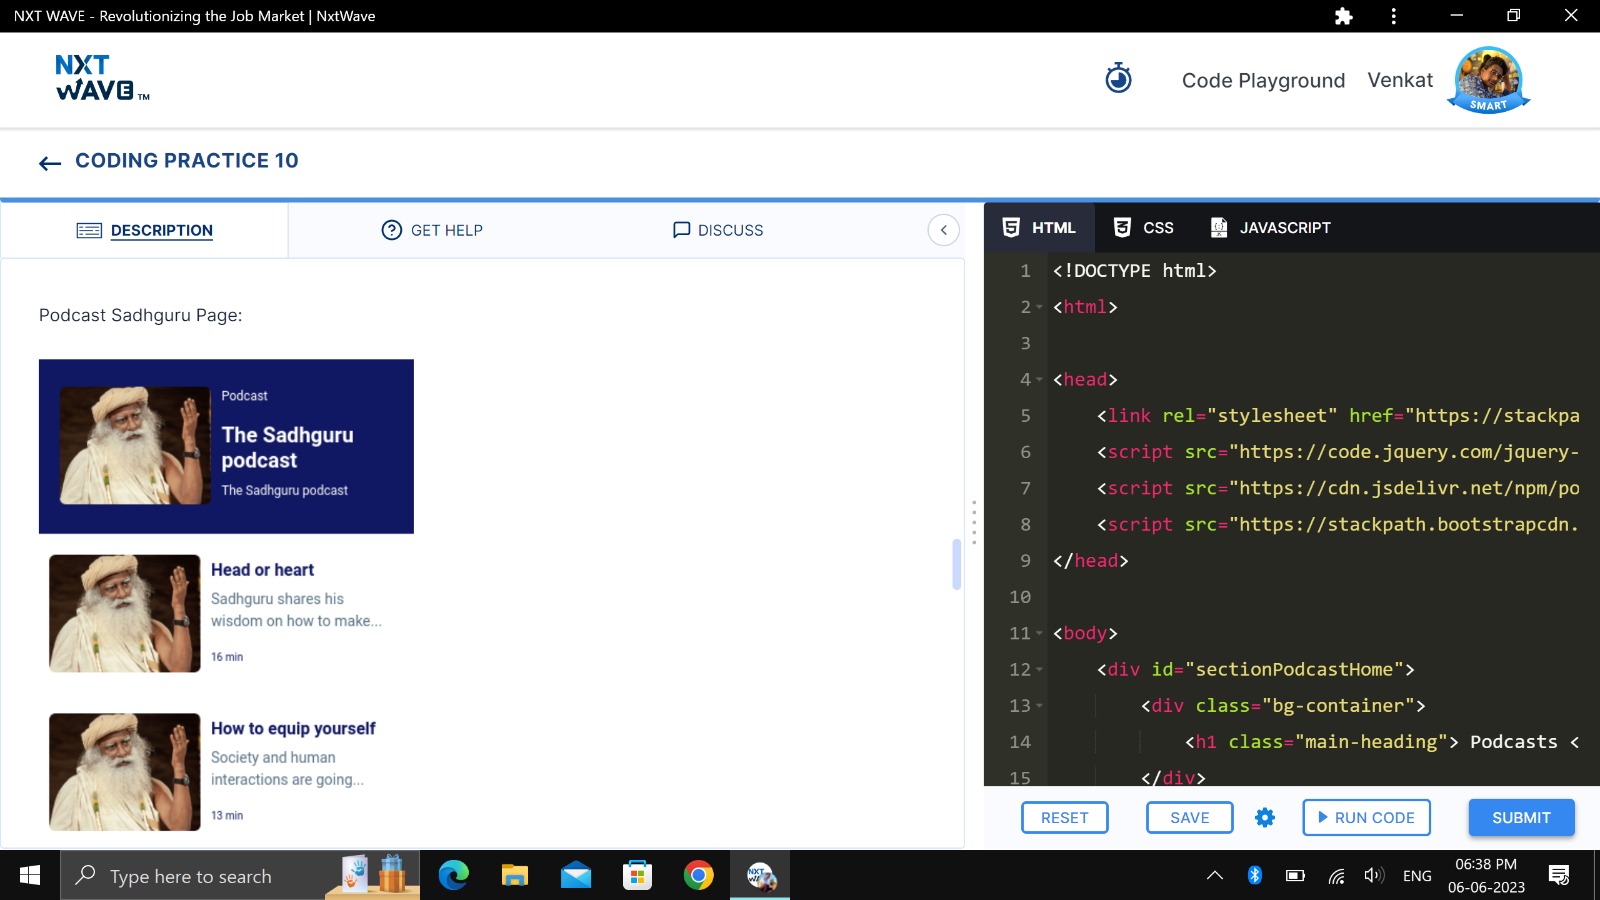 NXT WAVE - Revolutionizing the Job Market | NxtWave
NXT
WAVE TM
Code Playground
Venkat
SMART
CODING PRACTICE 10
DESCRIPTION
GET HELP
DISCUSS
Podcast Sadhguru Page:
Podcast
The Sadhguru
podcast
The Sadhguru podcast
Head or heart
Sadhguru shares his
wisdom on how to make...
16 min
How to equip yourself
Society and human
interactions are going...
13 min
HTML
CSS
JAVASCRIPT
1 <!DOCTYPE html>
2 <html>
3
4 <head>
5 <link rel="stylesheet" href="https://stackpa
6 <script src="https://code.jquery.com/jquery-
7 <script src="https://cdn.jsdelivr.net/npm/po
8 <script src="https://stackpath.bootstrapcdn.
9 </head>
10
11 <body>
12 <div id="sectionPodcastHome">
13 <div class="bg-container">
14 <h1 class="main-heading"> Podcasts <
15 </div>
RESET
SAVE
RUN CODE
SUBMIT
Type here to search
NXT
ENG
06:38 PM
06-06-2023